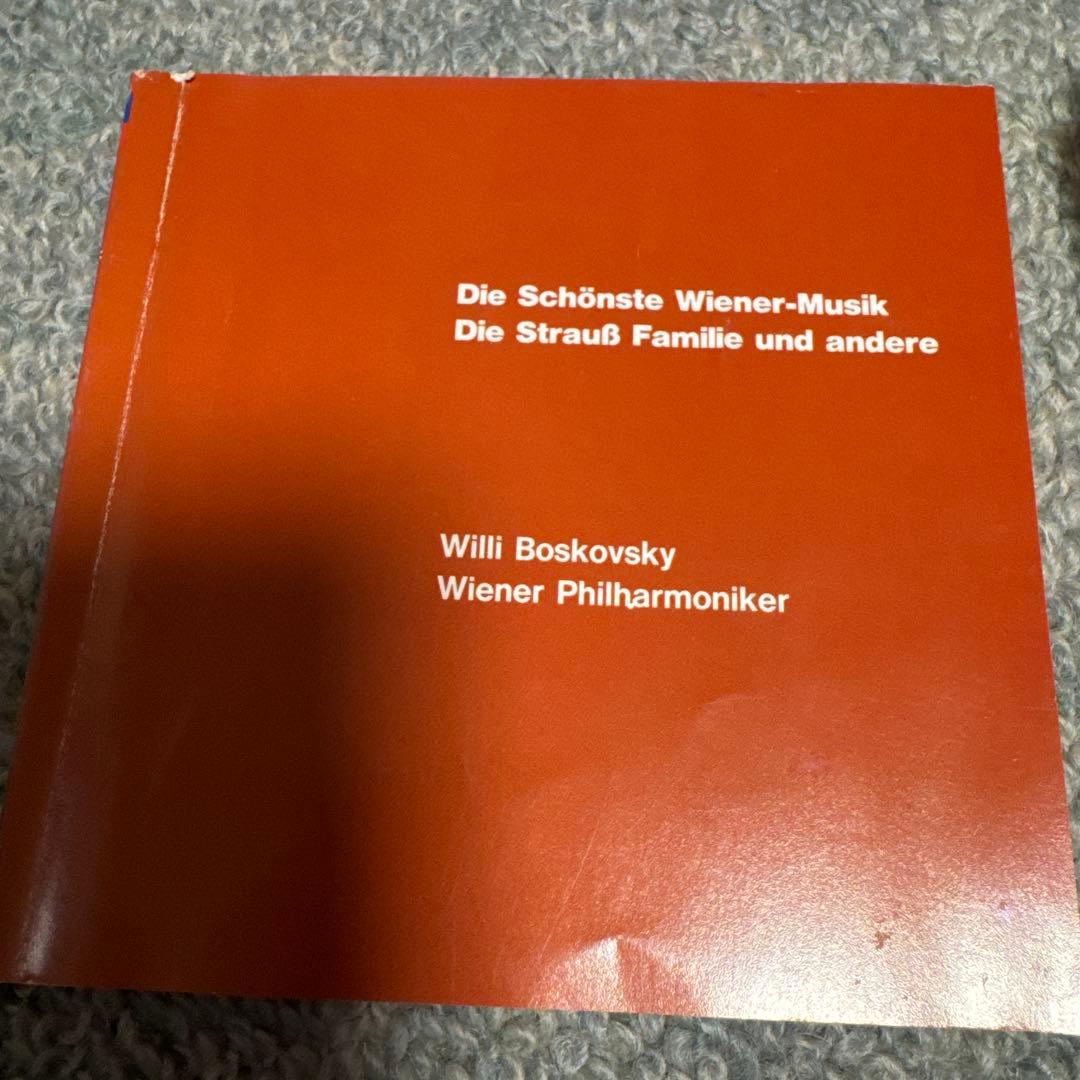 Die Schönste Wiener-Musik
Die Strauß Familie und andere
Willi Boskovsky
Wiener Philharmoniker